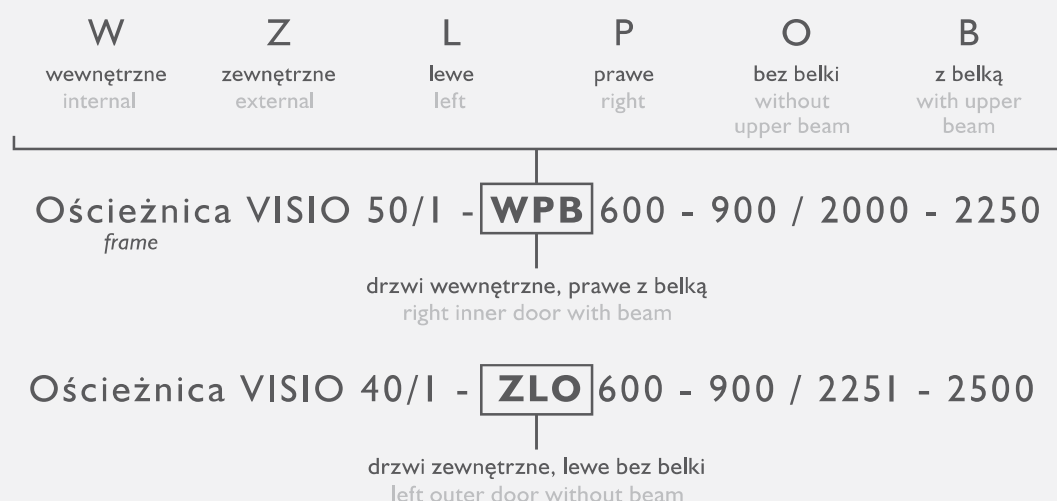 W Z L P O B
wewnętrzne zewnętrzne lewe prawe bez belki z belką
internal external left right without with upper
upper beam beam
Ościeżnica VISIO 50/1 - WPB 600 - 900 / 2000 - 2250
frame
drzwi wewnętrzne, prawe z belką
right inner door with beam
Ościeżnica VISIO 40/1 - ZLO 600 - 900 / 2251 - 2500
drzwi zewnętrzne, lewe bez belki
left outer door without beam